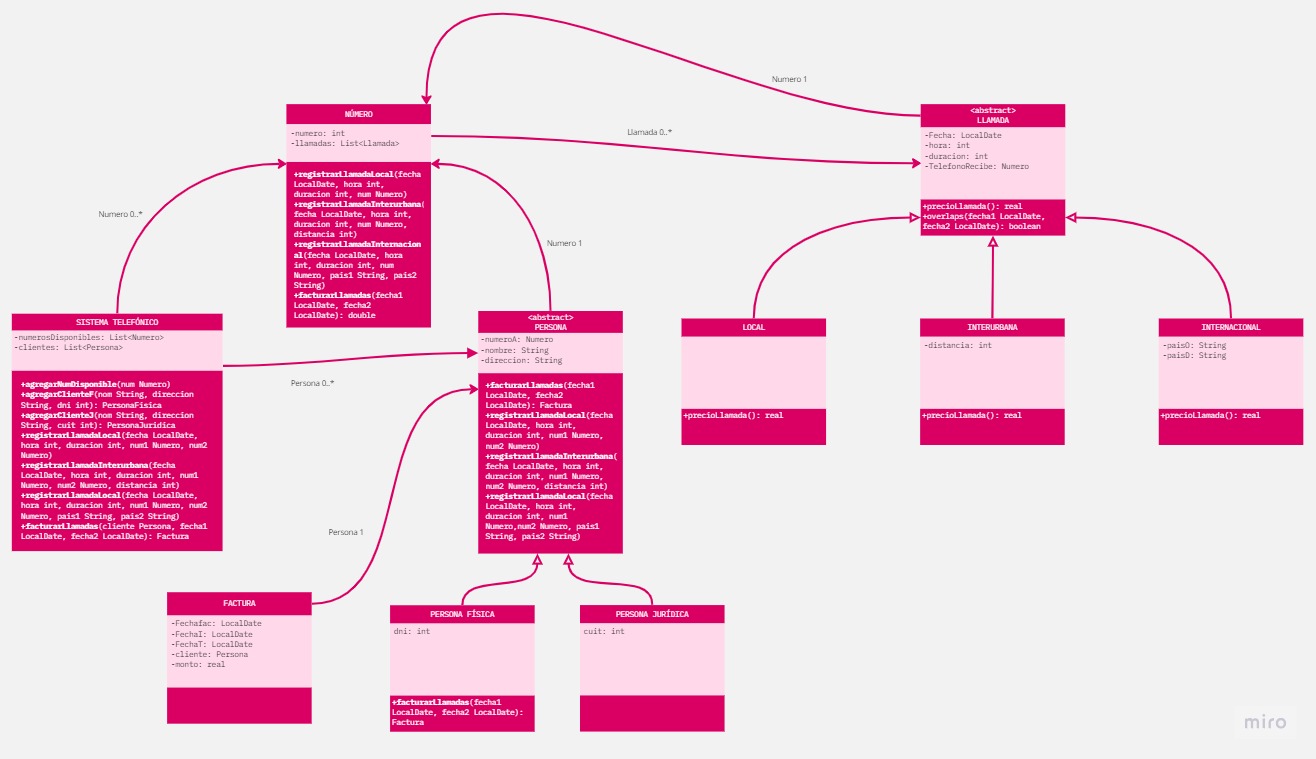 Numero 1
NÚMERO
-numero: int
-llamadas: List<Llamada>
+registrarLlamadaLocal(fecha
LocalDate, hora int,
duracion int, num Numero)
+registrarLlamadaInterurbana(
fecha LocalDate, hora int,
duracion int, num Numero,
distancia int)
+registrarLlamadaInternacion
al(fecha LocalDate, hora
int, duracion int, num
Numero, pais1 String, pais2
String)
+facturarLlamadas(fecha1
LocalDate, fecha2
LocalDate): double
Llamada 0..*
<abstract>
LLAMADA
-Fecha: LocalDate
-hora: int
-duracion: int
-TelefonoRecibe: Numero
+precioLlamada(): real
+overlaps(fecha1 LocalDate,
fecha2 LocalDate): boolean
Numero 0..*
Numero 1
SISTEMA TELEFÓNICO
-numerosDisponibles: List<Numero>
-clientes: List<Persona>
+agregarNumDisponible(num Numero)
+agregarClienteF(nom String, direccion
String, dni int): PersonaFisica
+agregarClienteJ(nom String, direccion
String, cuit int): PersonaJuridica
+registrarLlamadaLocal(fecha LocalDate,
hora int, duracion int, num1 Numero, num2
Numero)
+registrarLlamadaInterurbana(fecha
LocalDate, hora int, duracion int, num1
Numero, num2 Numero, distancia int)
+registrarLlamadaLocal(fecha LocalDate,
hora int, duracion int, num1 Numero, num2
Numero, pais1 String, pais2 String)
+facturarLlamadas(cliente Persona, fecha1
LocalDate, fecha2 LocalDate): Factura
Persona 0..*
<abstract>
PERSONA
-numeroA: Numero
-nombre: String
-direccion: String
+facturarLlamadas(fecha1
LocalDate, fecha2
LocalDate): Factura
+registrarLlamadaLocal(fecha
LocalDate, hora int,
duracion int, num1 Numero,
num2 Numero)
+registrarLlamadaInterurbana(
fecha LocalDate, hora int,
duracion int, num1 Numero,
num2 Numero, distancia int)
+registrarLlamadaLocal(fecha
LocalDate, hora int,
duracion int, num1
Numero,num2 Numero, pais1
String, pais2 String)
LOCAL
+precioLlamada(): real
INTERURBANA
-distancia: int
+precioLlamada(): real
INTERNACIONAL
-paisO: String
-paisD: String
+precioLlamada(): real
Persona 1
FACTURA
-Fechafac: LocalDate
-FechaI: LocalDate
-FechaT: LocalDate
-cliente: Persona
-monto: real
PERSONA FÍSICA
dni: int
+facturarLlamadas(fecha1
LocalDate, fecha2 LocalDate):
Factura
PERSONA JURÍDICA
cuit: int
miro